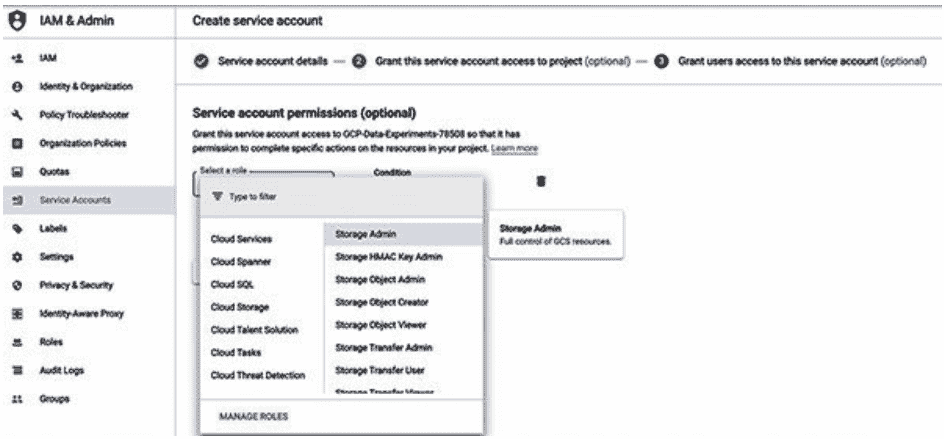 IAM & Admin
Create service account
Service account details — 2 Grant this service account access to project (optional) — 3 Grant users access to this service account (optional)
IAM
Identity & Organization
Policy Troubleshooter
Organization Policies
Quotas
Service Accounts
Labels
Settings
Privacy & Security
Identity-Aware Proxy
Roles
Audit Logs
Groups
Service account permissions (optional)
Grant this service account access to GCP-Data-Experiments-78508 so that it has
permission to complete specific actions on the resources in your project. Learn more
Select a role
Condition
Type to filter
Cloud Services
Cloud Spanner
Cloud SQL
Cloud Storage
Cloud Talent Solution
Cloud Tasks
Cloud Threat Detection
Storage Admin
Storage HMAC Key Admin
Storage Object Admin
Storage Object Creator
Storage Object Viewer
Storage Transfer Admin
Storage Transfer User
Storage Transfer Viewer
MANAGE ROLES
Storage Admin
Full control of GCS resources.